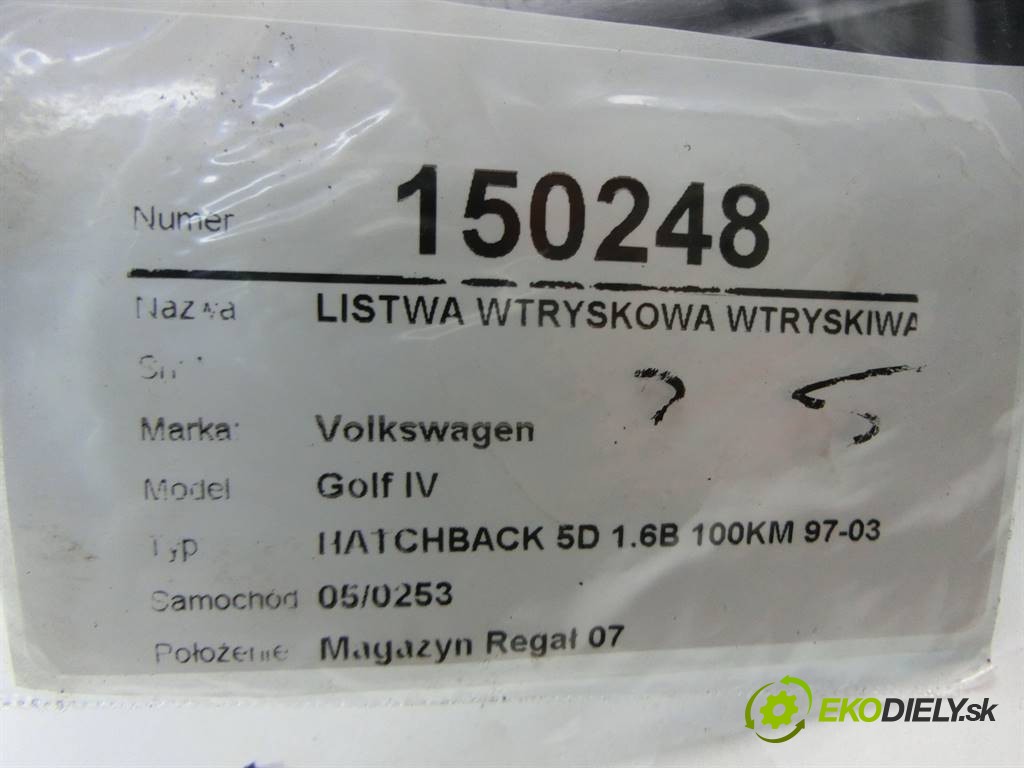 Numer 150248
Nazwa LISTWA WTRYSKOWA WTRYSKIWA
Marka: Volkswagen
Model Golf IV
Typ HATCHBACK 5D 1.6B 100KM 97-03
Samochód 05/0253
Położenie Magazyn Regał 07
EKODIELY.sk